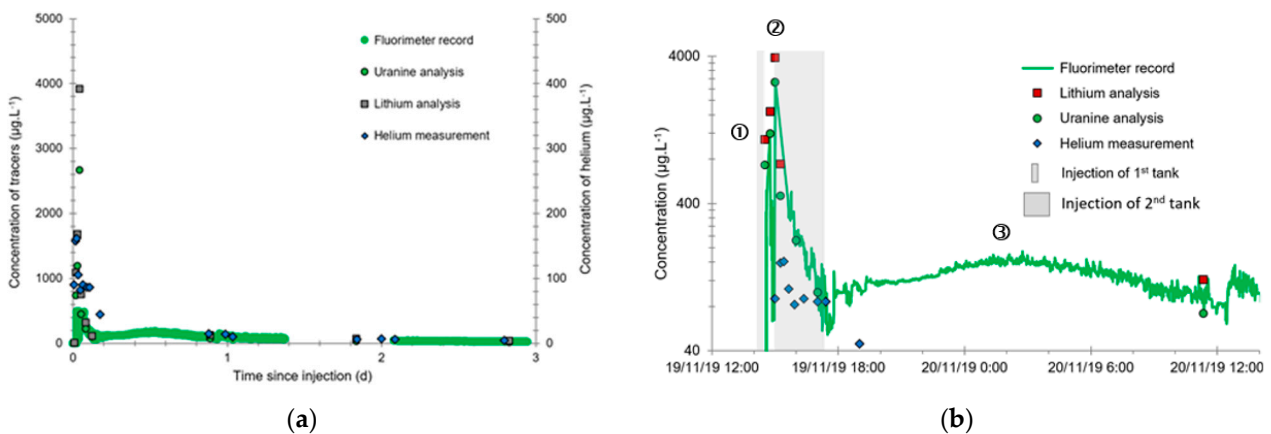 5000
4000
3000
2000
1000
0
Concentration of tracers (µg.L⁻¹)
500
400
300
200
100
0
Concentration of helium (µg.L⁻¹)
Fluorimeter record
Uranine analysis
Lithium analysis
Helium measurement
0
1
2
3
Time since injection (d)
(a)
①
②
③
4000
400
40
Concentration (µg.L⁻¹)
Fluorimeter record
Lithium analysis
Uranine analysis
Helium measurement
Injection of 1ˢᵗ tank
Injection of 2ⁿᵈ tank
19/11/19 12:00
19/11/19 18:00
20/11/19 0:00
20/11/19 6:00
20/11/19 12:00
(b)